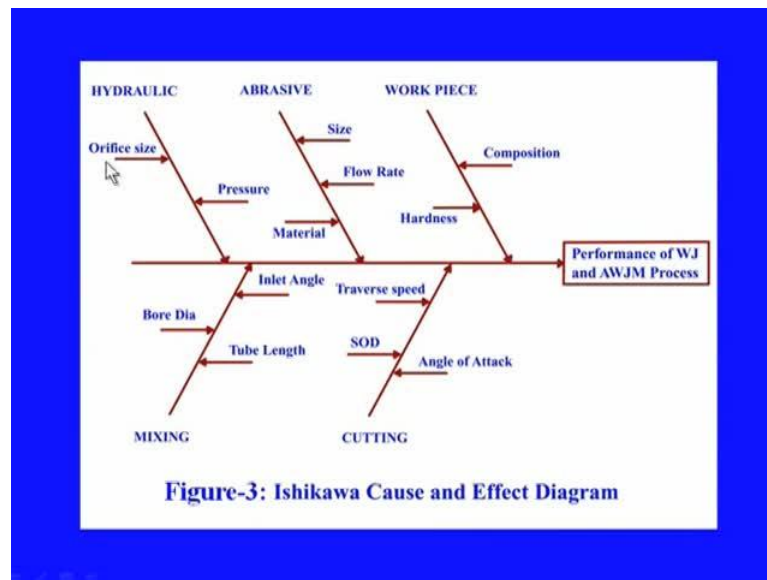 HYDRAULIC
ABRASIVE
WORK PIECE
Orifice size
Size
Composition
Flow Rate
Pressure
Hardness
Material
Performance of WJ
and AWJM Process
Inlet Angle
Traverse speed
Bore Dia
SOD
Tube Length
Angle of Attack
MIXING
CUTTING
Figure-3: Ishikawa Cause and Effect Diagram